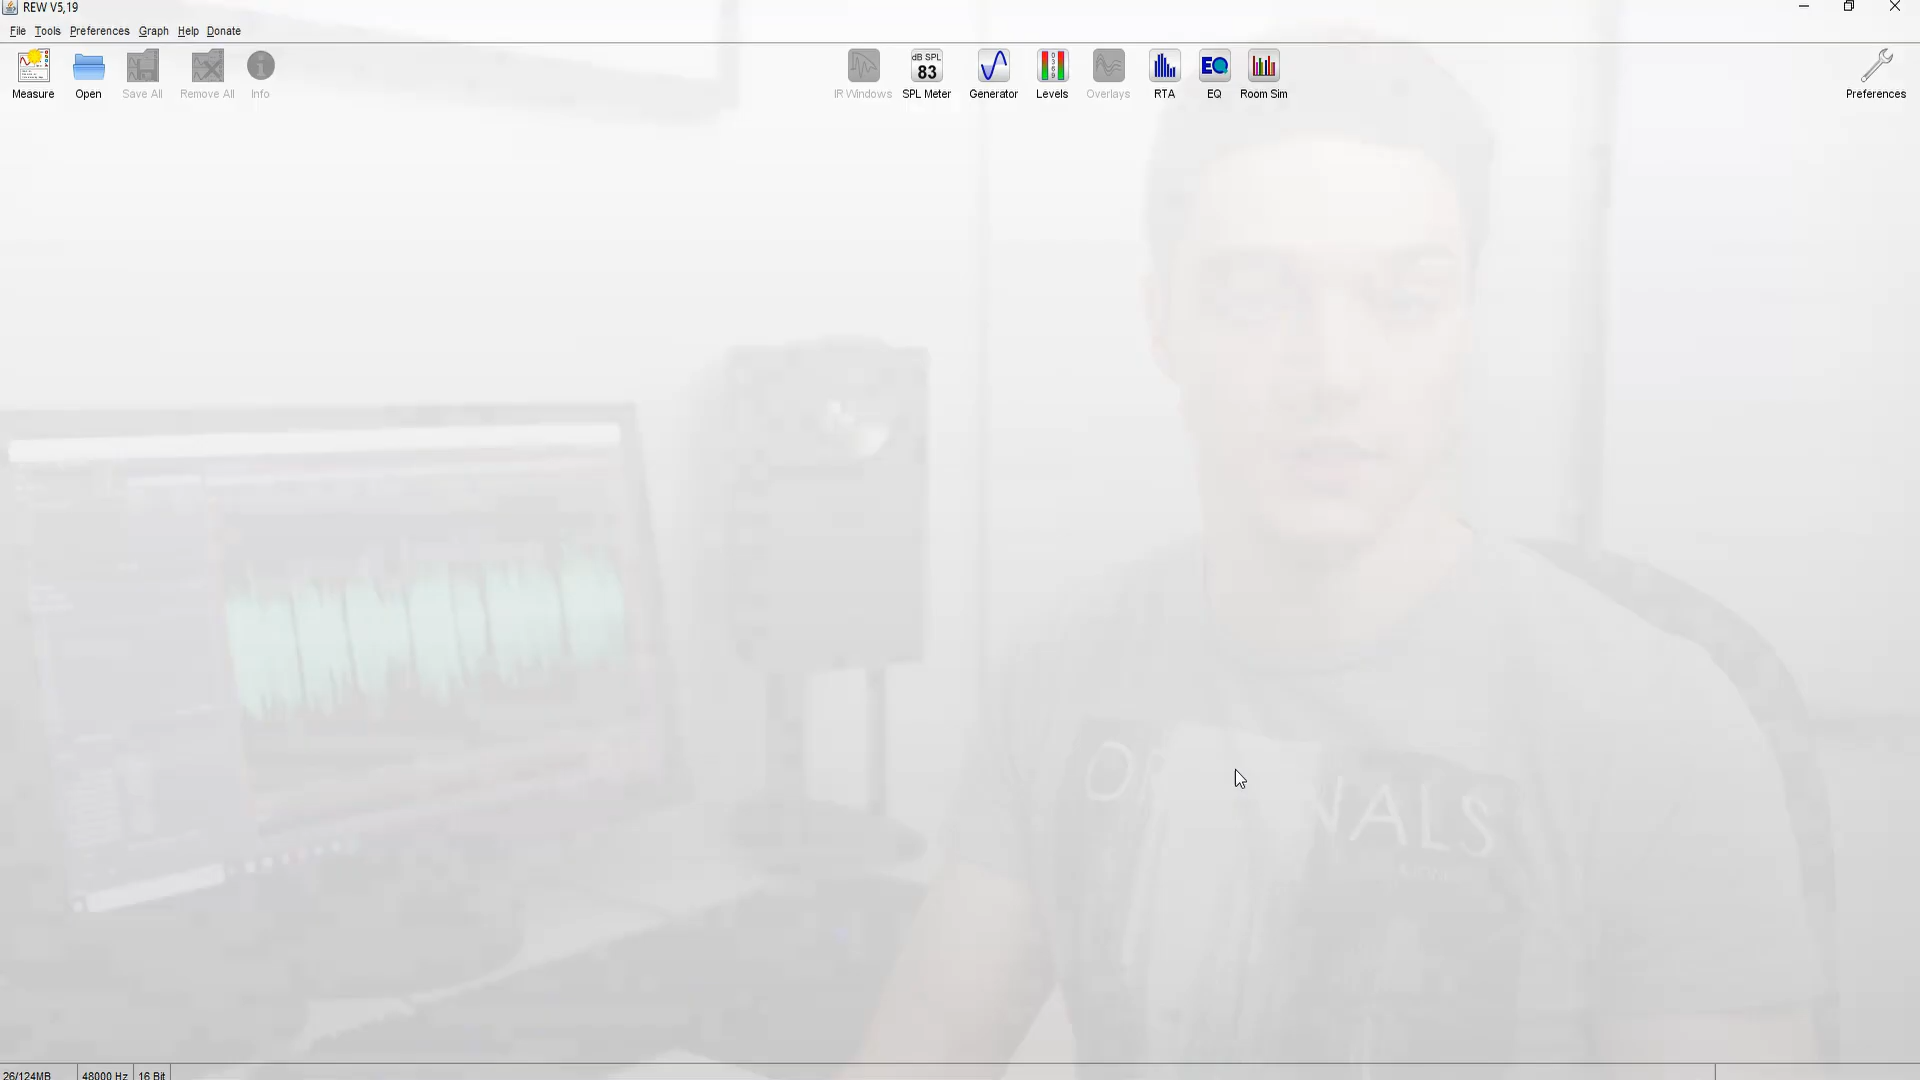 REW V5,19
File Tools Preferences Graph Help Donate
Measure Open Save All Remove All Info IR Windows SPL Meter Generator Levels Overlays RTA EQ Room Sim Preferences
dB SPL
83
EQ
26/124MB 48000 Hz 16 Bit